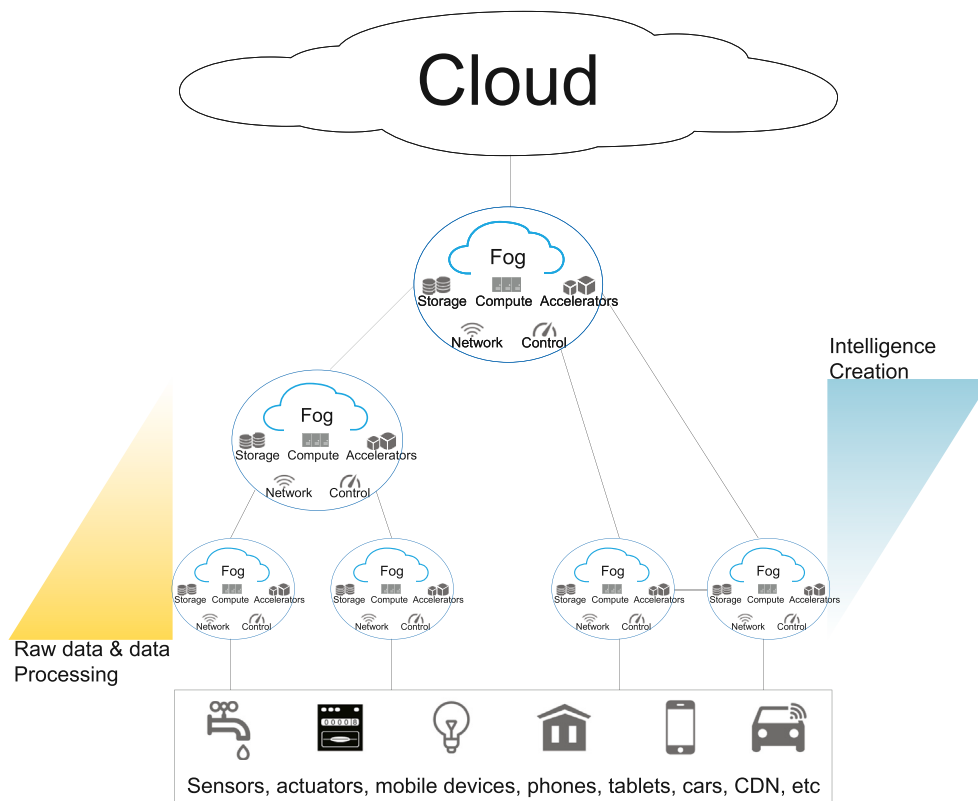 Cloud
Fog
Storage Compute Accelerators
Network Control
Intelligence
Creation
Fog
Storage Compute Accelerators
Network Control
Fog
Storage Compute Accelerators
Network Control
Fog
Storage Compute Accelerators
Network Control
Fog
Storage Compute Accelerators
Network Control
Fog
Storage Compute Accelerators
Network Control
Raw data & data
Processing
00008
Sensors, actuators, mobile devices, phones, tablets, cars, CDN, etc